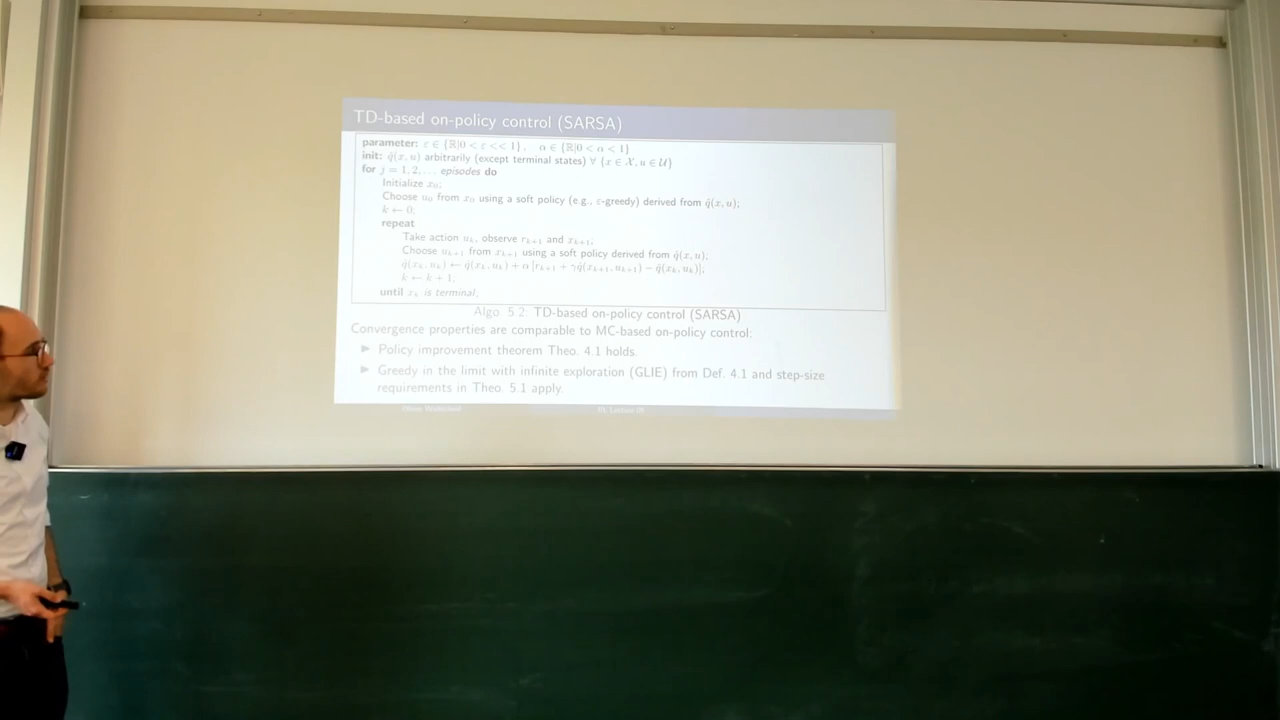 TD-based on-policy control (SARSA)
parameter: ε ∈ {ℝ|0 < ε << 1}, α ∈ {ℝ|0 < α < 1}
init: q̂(x, u) arbitrarily (except terminal states) ∀ {x ∈ 𝒳, u ∈ 𝒰}
for j = 1, 2, ... episodes do
Initialize x₀;
Choose u₀ from x₀ using a soft policy (e.g., ε-greedy) derived from q̂(x, u);
k ← 0;
repeat
Take action uₖ, observe rₖ₊₁ and xₖ₊₁;
Choose uₖ₊₁ from xₖ₊₁ using a soft policy derived from q̂(x, u);
q̂(xₖ, uₖ) ← q̂(xₖ, uₖ) + α [rₖ₊₁ + γq̂(xₖ₊₁, uₖ₊₁) − q̂(xₖ, uₖ)];
k ← k + 1;
until xₖ is terminal;
Algo. 5.2: TD-based on-policy control (SARSA)
Convergence properties are comparable to MC-based on-policy control:
► Policy improvement theorem Theo. 4.1 holds.
► Greedy in the limit with infinite exploration (GLIE) from Def. 4.1 and step-size
requirements in Theo. 5.1 apply.